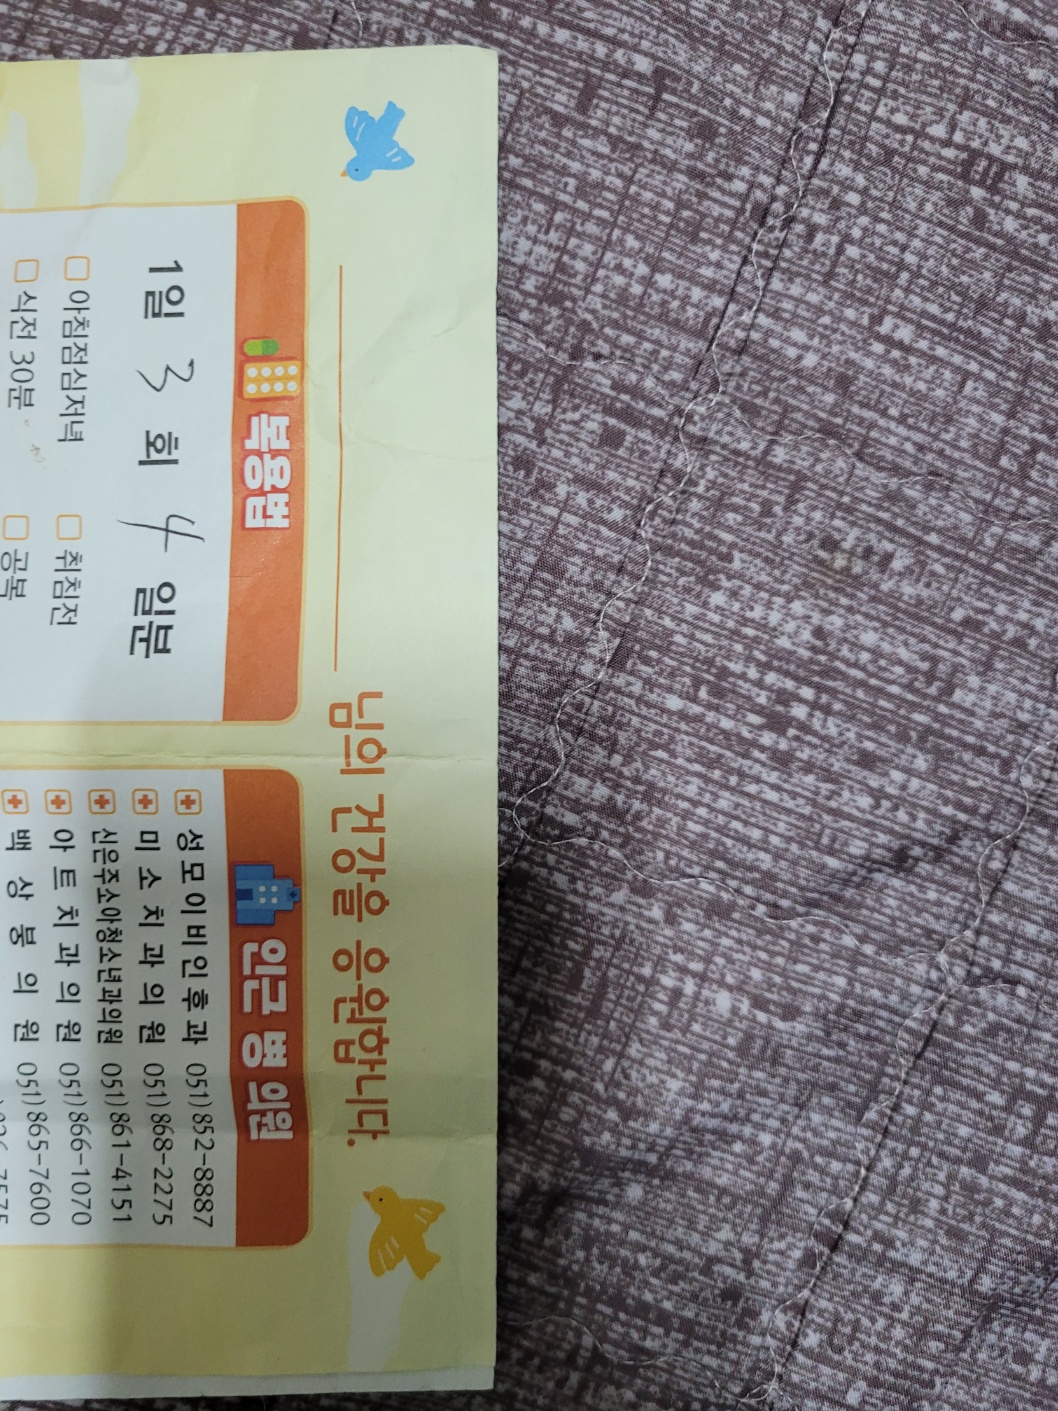 님의 건강을 응원합니다.
복용법
1일 3 회 4 일분
아침점심저녁 취침전
식전 30분 공복
인근 병 의원
성모이비인후과 051)852-8887
미소치과의원 051)868-2275
신은주소아청소년과의원 051)861-4151
아트치과의원 051)866-1070
백상봉의원 051)865-7600